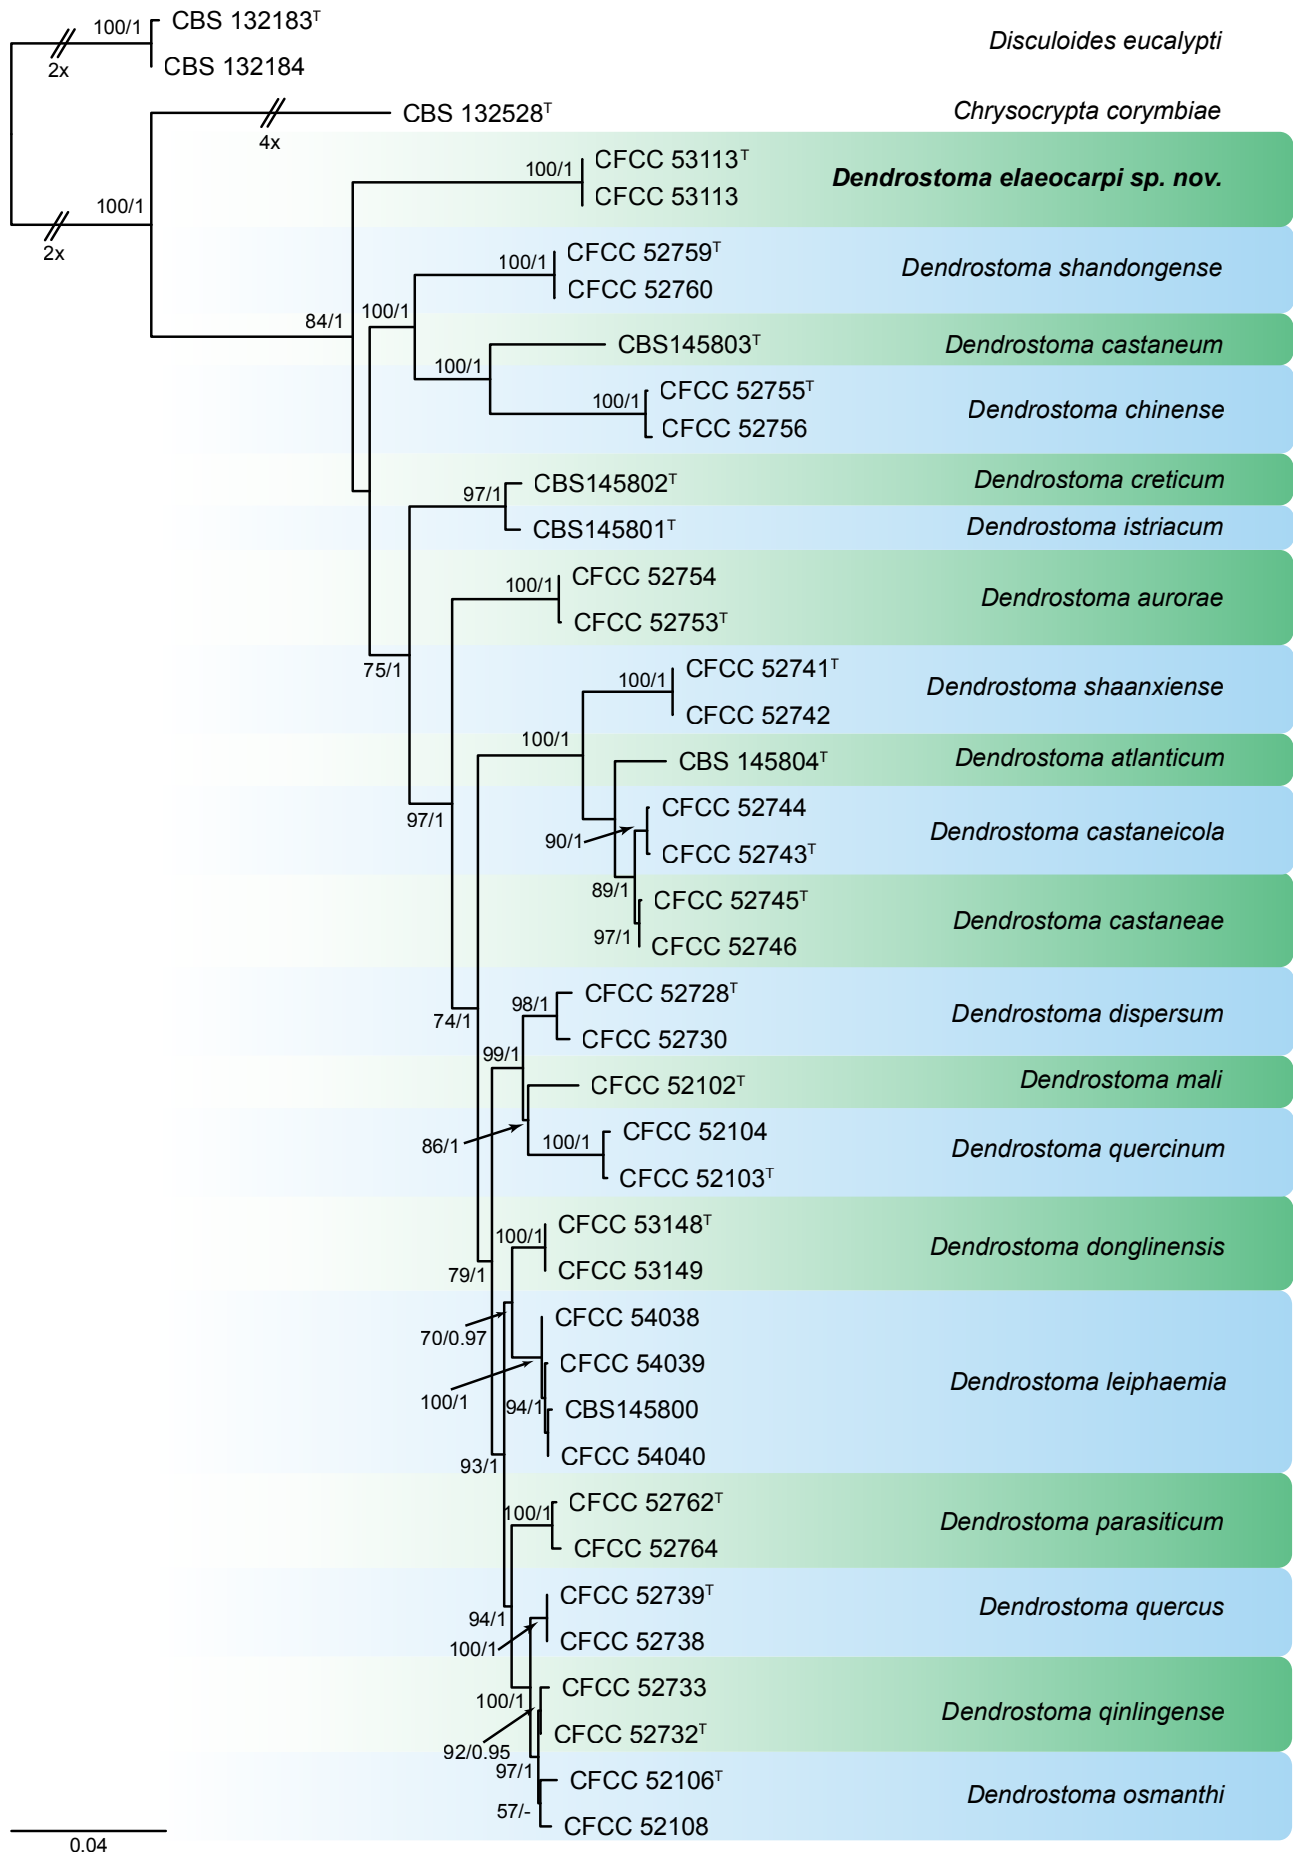 100/1 CBS 132183ᵀ
Disculoides eucalypti
2x CBS 132184
100/1 CBS 132528ᵀ Chrysocrypta corymbiae
4x
2x
100/1 CFCC 53113ᵀ
Dendrostoma elaeocarpi sp. nov.
CFCC 53113
100/1 CFCC 52759ᵀ
Dendrostoma shandongense
CFCC 52760
84/1 100/1
CBS145803ᵀ Dendrostoma castaneum
100/1
100/1 CFCC 52755ᵀ
Dendrostoma chinense
CFCC 52756
97/1 CBS145802ᵀ Dendrostoma creticum
CBS145801ᵀ Dendrostoma istriacum
100/1 CFCC 52754
Dendrostoma aurorae
CFCC 52753ᵀ
75/1
100/1 CFCC 52741ᵀ
Dendrostoma shaanxiense
CFCC 52742
100/1
CBS 145804ᵀ Dendrostoma atlanticum
97/1
CFCC 52744
Dendrostoma castaneicola
90/1 CFCC 52743ᵀ
89/1
CFCC 52745ᵀ
Dendrostoma castaneae
97/1 CFCC 52746
98/1 CFCC 52728ᵀ
Dendrostoma dispersum
74/1 CFCC 52730
99/1
CFCC 52102ᵀ Dendrostoma mali
86/1 100/1 CFCC 52104
Dendrostoma quercinum
CFCC 52103ᵀ
100/1 CFCC 53148ᵀ
Dendrostoma donglinensis
79/1 CFCC 53149
70/0.97
CFCC 54038
CFCC 54039
Dendrostoma leiphaemia
100/1 94/1 CBS145800
CFCC 54040
93/1
100/1 CFCC 52762ᵀ
Dendrostoma parasiticum
CFCC 52764
CFCC 52739ᵀ
94/1 Dendrostoma quercus
100/1 CFCC 52738
100/1 CFCC 52733
Dendrostoma qinlingense
CFCC 52732ᵀ
92/0.95
97/1 CFCC 52106ᵀ
Dendrostoma osmanthi
57/- CFCC 52108
0.04